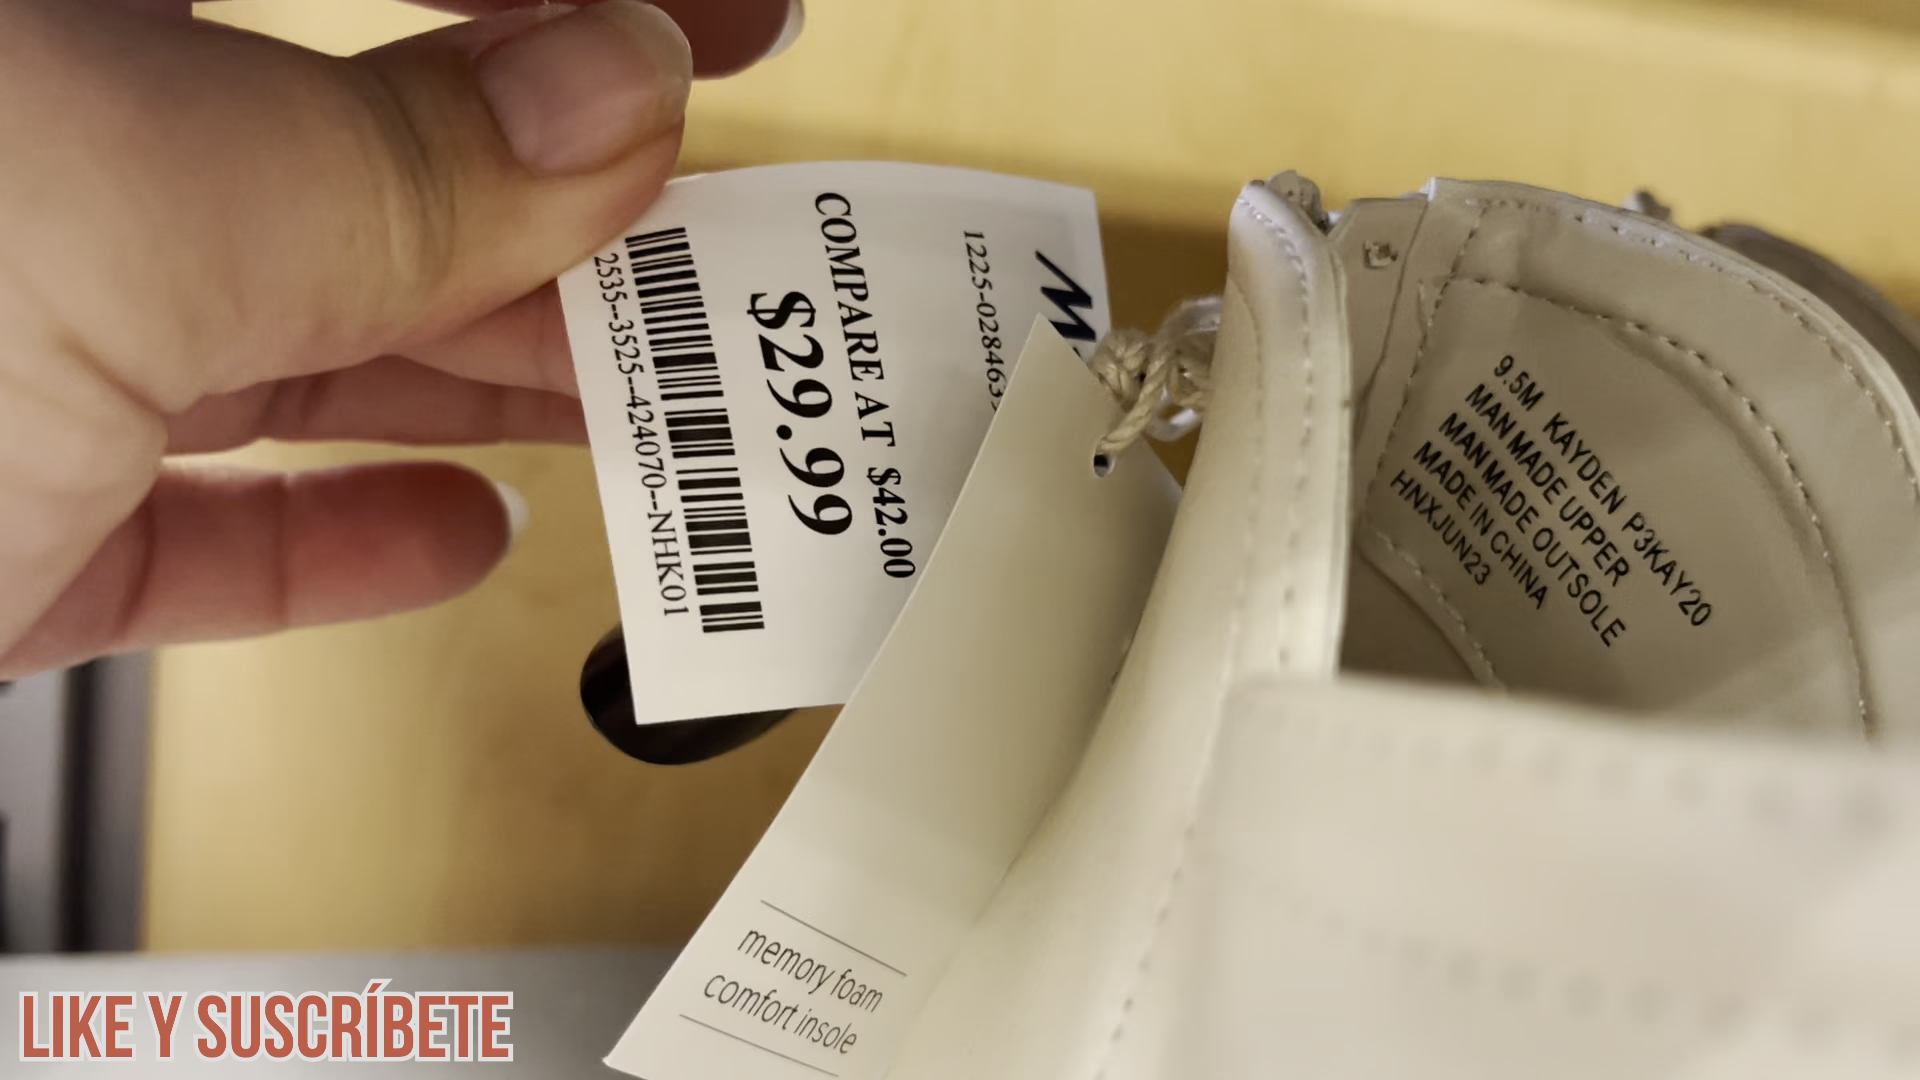 1225-028463
COMPARE AT $42.00
$29.99
2535--3525--424070--NHK01
memory foam
comfort insole
9.5M KAYDEN P3KAY20
MAN MADE UPPER
MAN MADE OUTSOLE
MADE IN CHINA
HNXJUN23
LIKE Y SUSCRÍBETE